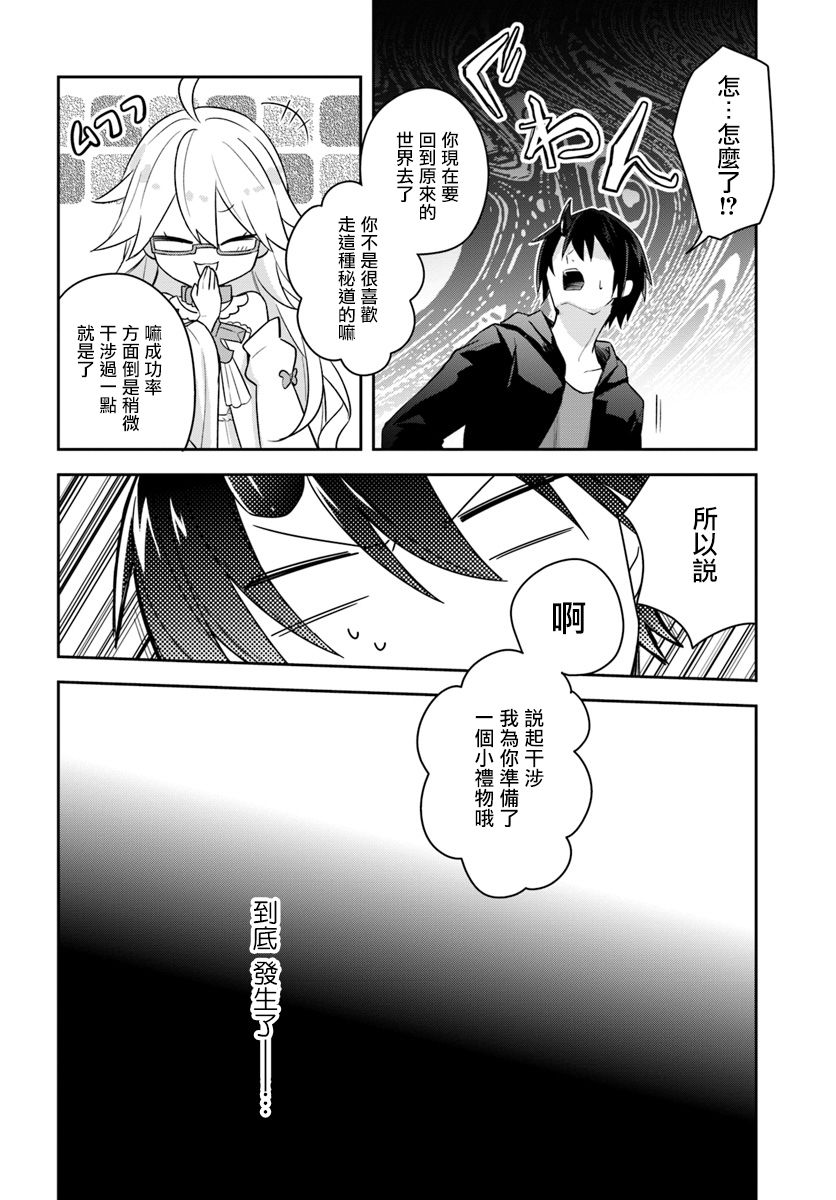 怎…怎麼了!?
ぐわん
你現在要
回到原來的
世界去了
你不是很喜歡
走這種秘道的嘛
ムフフ
嘛成功率
方面倒是稍微
干涉過一點
就是了
所以説
啊
説起干涉
我為你準備了
一個小禮物哦
到底 發生了——…